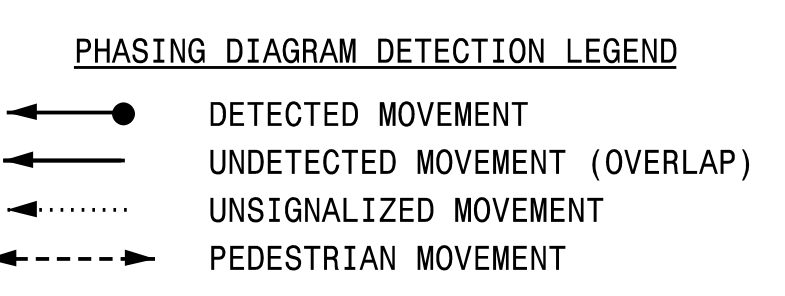 PHASING DIAGRAM DETECTION LEGEND
DETECTED MOVEMENT
UNDETECTED MOVEMENT (OVERLAP)
UNSIGNALIZED MOVEMENT
PEDESTRIAN MOVEMENT